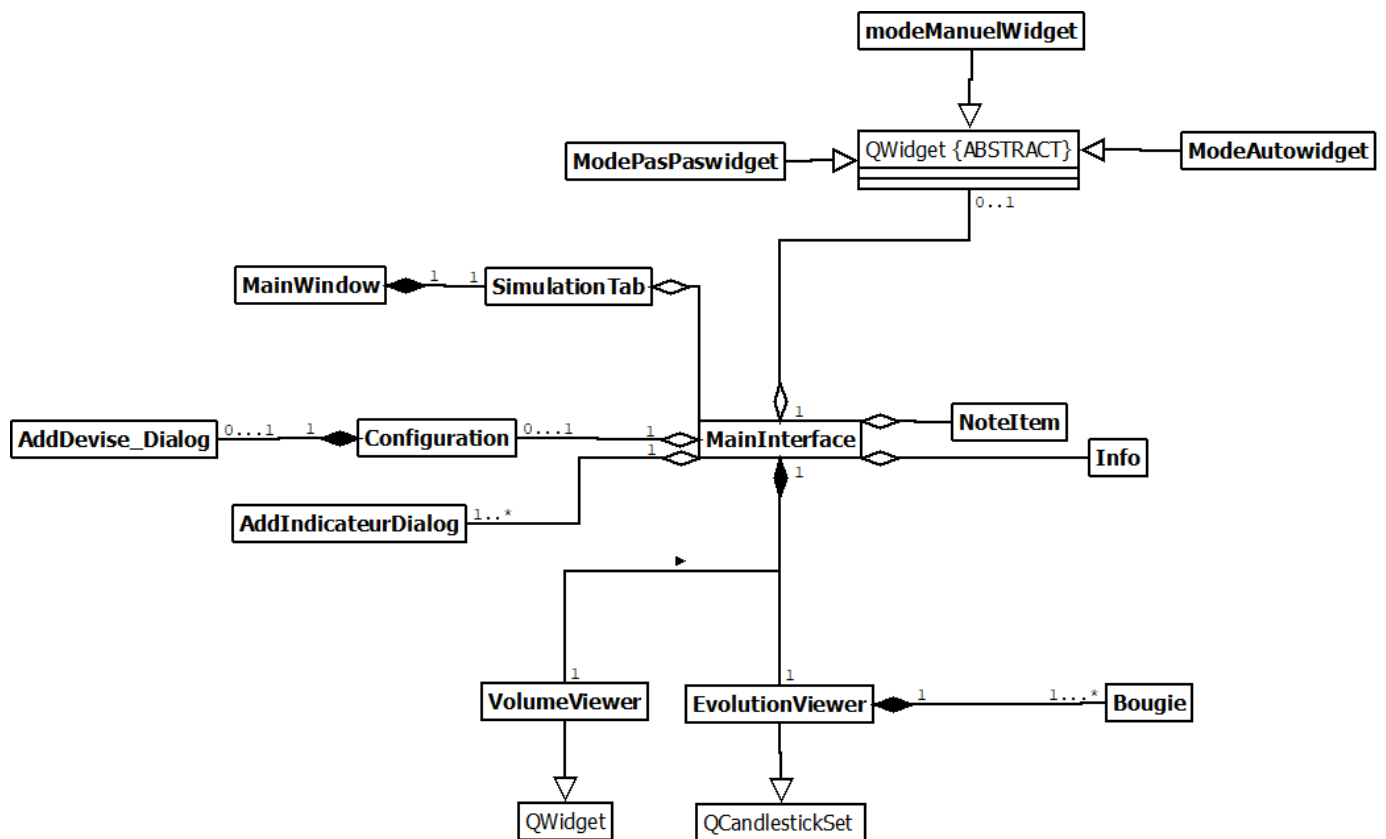 modeManuelWidget
ModePasPaswidget
QWidget {ABSTRACT}
ModeAutowidget
0..1
MainWindow
1
1
SimulationTab
AddDevise_Dialog
0...1
1
Configuration
0...1
1
MainInterface
1
NoteItem
1
1
Info
AddIndicateurDialog
1..*
1
1
VolumeViewer
EvolutionViewer
1
1...*
Bougie
QWidget
QCandlestickSet